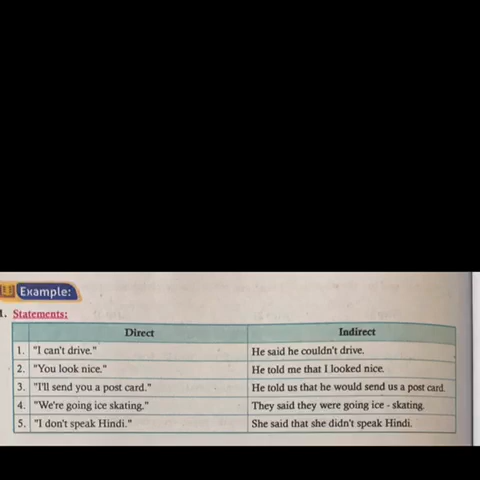 Example:
1. Statements:
Direct Indirect
1. "I can't drive." He said he couldn't drive.
2. "You look nice." He told me that I looked nice.
3. "I'll send you a post card." He told us that he would send us a post card.
4. "We're going ice skating." They said they were going ice - skating.
5. "I don't speak Hindi." She said that she didn't speak Hindi.